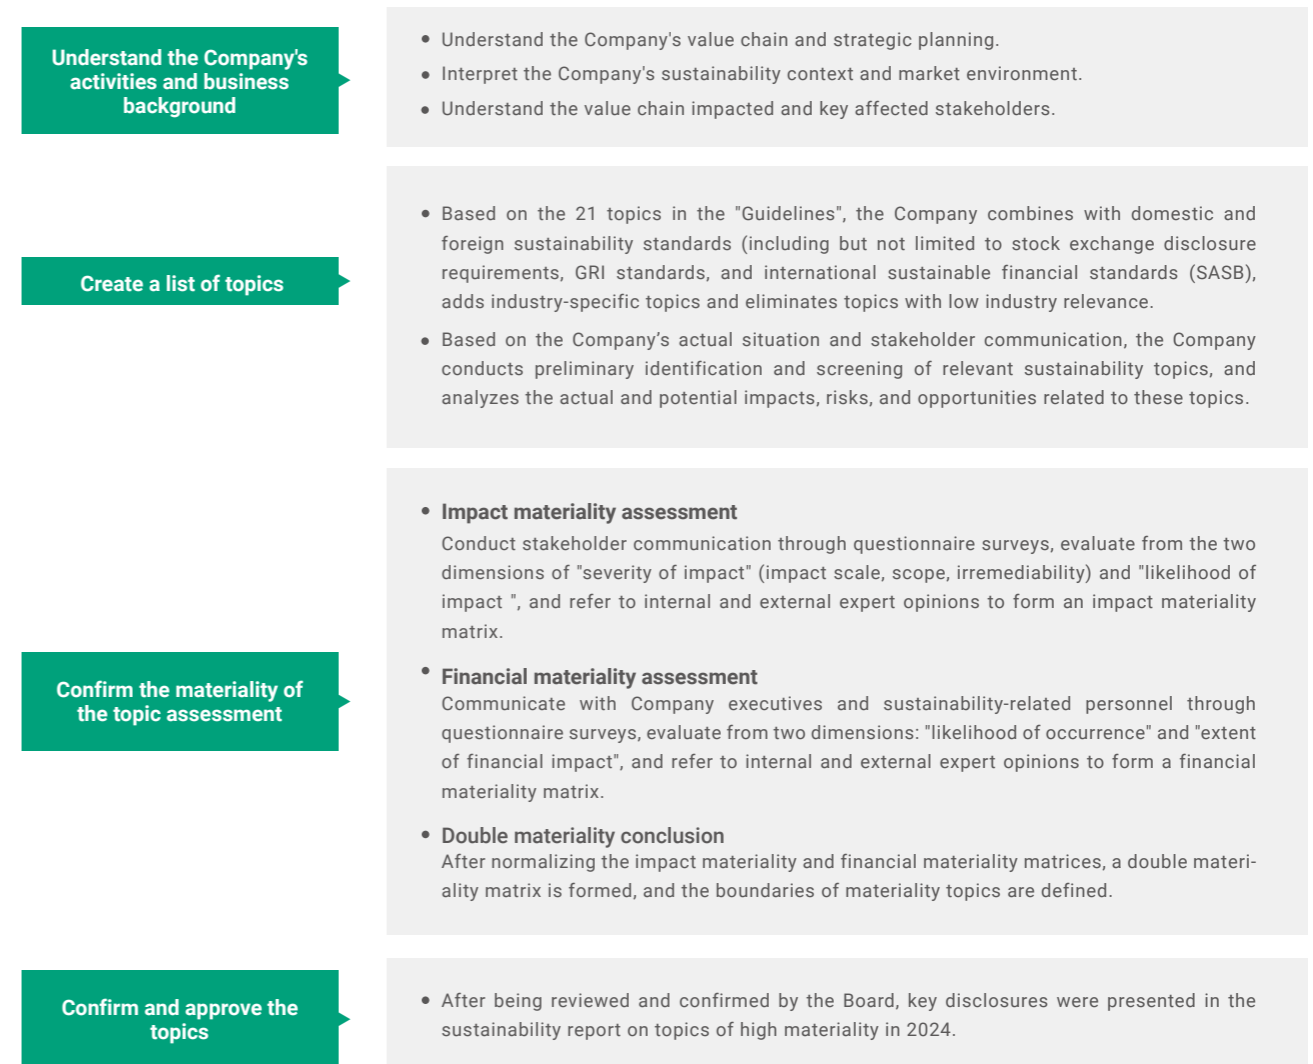 Understand the Company's
activities and business
background
• Understand the Company's value chain and strategic planning.
• Interpret the Company's sustainability context and market environment.
• Understand the value chain impacted and key affected stakeholders.
Create a list of topics
• Based on the 21 topics in the "Guidelines", the Company combines with domestic and
foreign sustainability standards (including but not limited to stock exchange disclosure
requirements, GRI standards, and international sustainable financial standards (SASB),
adds industry-specific topics and eliminates topics with low industry relevance.
• Based on the Company’s actual situation and stakeholder communication, the Company
conducts preliminary identification and screening of relevant sustainability topics, and
analyzes the actual and potential impacts, risks, and opportunities related to these topics.
Confirm the materiality of
the topic assessment
• Impact materiality assessment
Conduct stakeholder communication through questionnaire surveys, evaluate from the two
dimensions of "severity of impact" (impact scale, scope, irremediability) and "likelihood of
impact ", and refer to internal and external expert opinions to form an impact materiality
matrix.
• Financial materiality assessment
Communicate with Company executives and sustainability-related personnel through
questionnaire surveys, evaluate from two dimensions: "likelihood of occurrence" and "extent
of financial impact", and refer to internal and external expert opinions to form a financial
materiality matrix.
• Double materiality conclusion
After normalizing the impact materiality and financial materiality matrices, a double materi-
ality matrix is formed, and the boundaries of materiality topics are defined.
Confirm and approve the
topics
• After being reviewed and confirmed by the Board, key disclosures were presented in the
sustainability report on topics of high materiality in 2024.